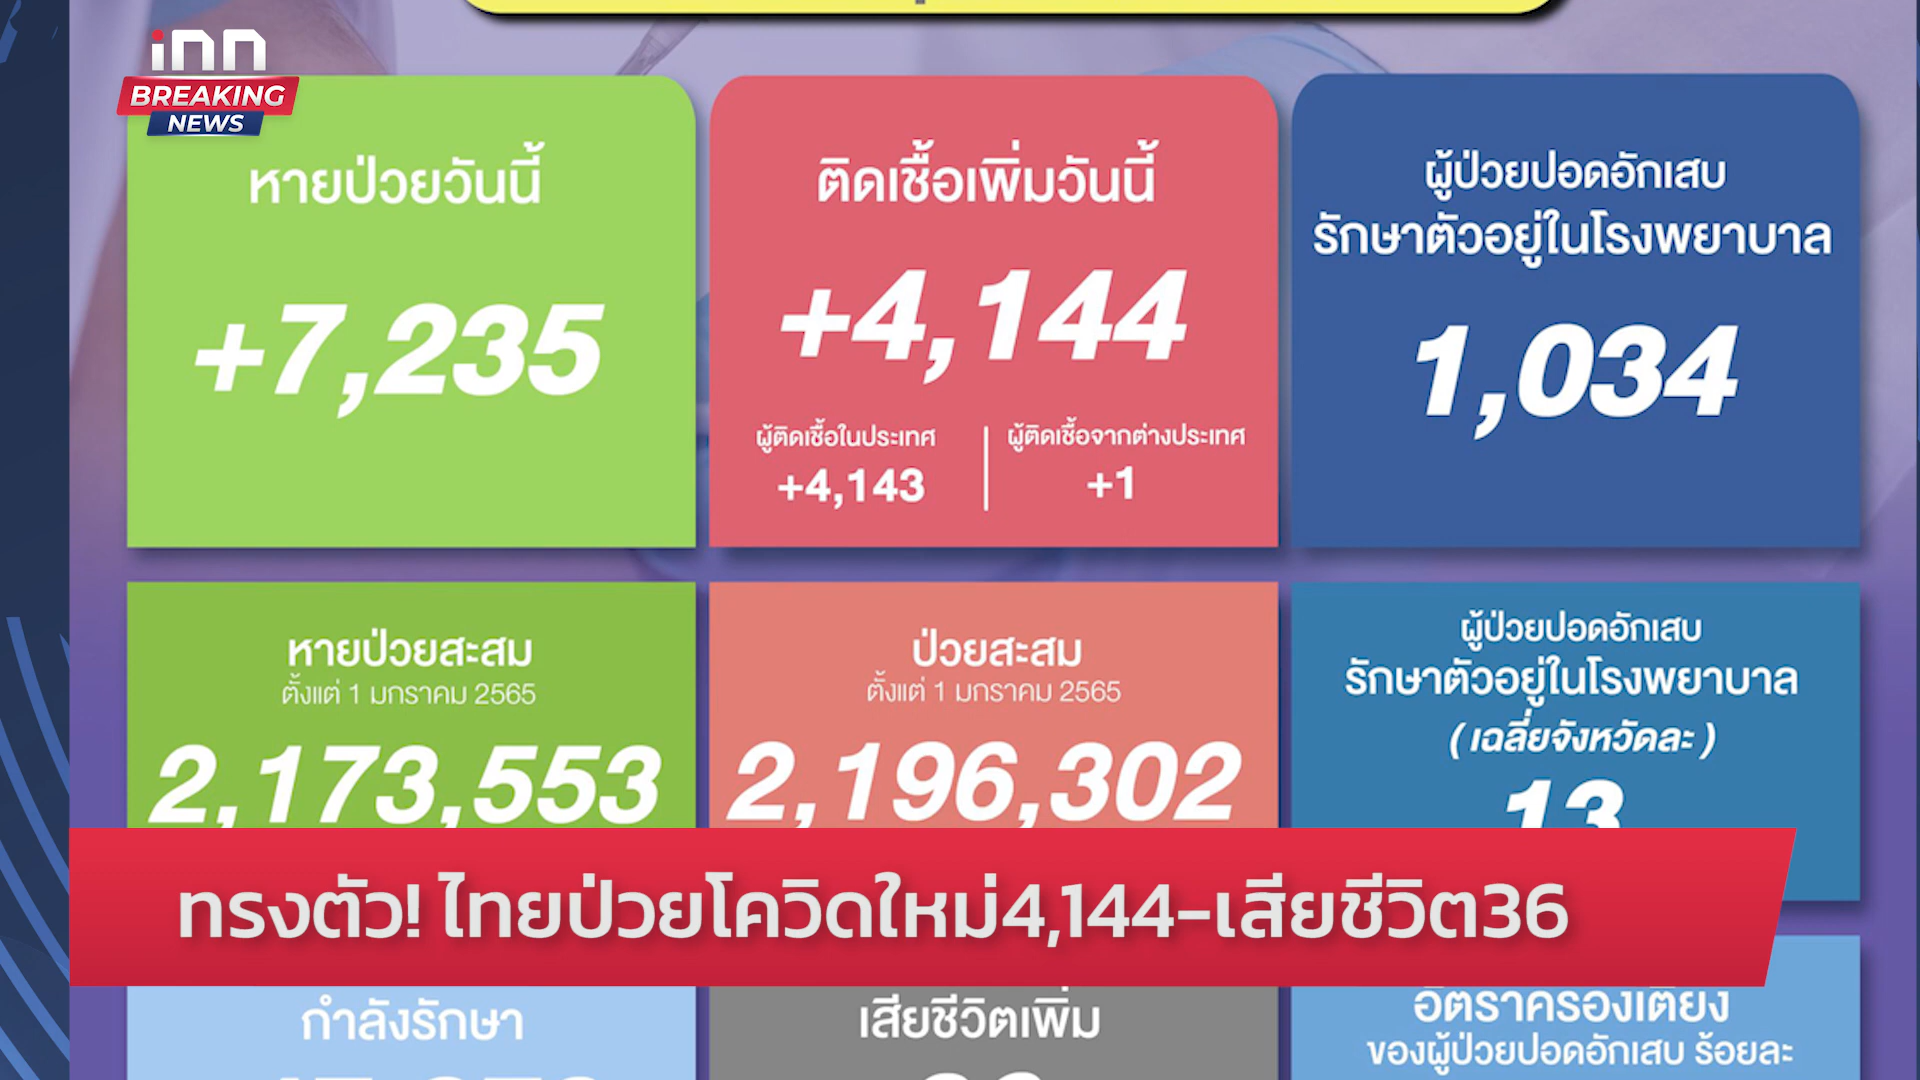 inn
BREAKING
NEWS
หายป่วยวันนี้
+7,235
ติดเชื้อเพิ่มวันนี้
+4,144
ผู้ติดเชื้อในประเทศ
+4,143
ผู้ติดเชื้อจากต่างประเทศ
+1
ผู้ป่วยปอดอักเสบ
รักษาตัวอยู่ในโรงพยาบาล
1,034
หายป่วยสะสม
ตั้งแต่ 1 มกราคม 2565
2,173,553
ป่วยสะสม
ตั้งแต่ 1 มกราคม 2565
2,196,302
ผู้ป่วยปอดอักเสบ
รักษาตัวอยู่ในโรงพยาบาล
( เฉลี่ยจังหวัดละ )
13
ทรงตัว! ไทยป่วยโควิดใหม่4,144-เสียชีวิต36
กำลังรักษา
เสียชีวิตเพิ่ม
อัตราครองเตียง
ของผู้ป่วยปอดอักเสบ ร้อยละ